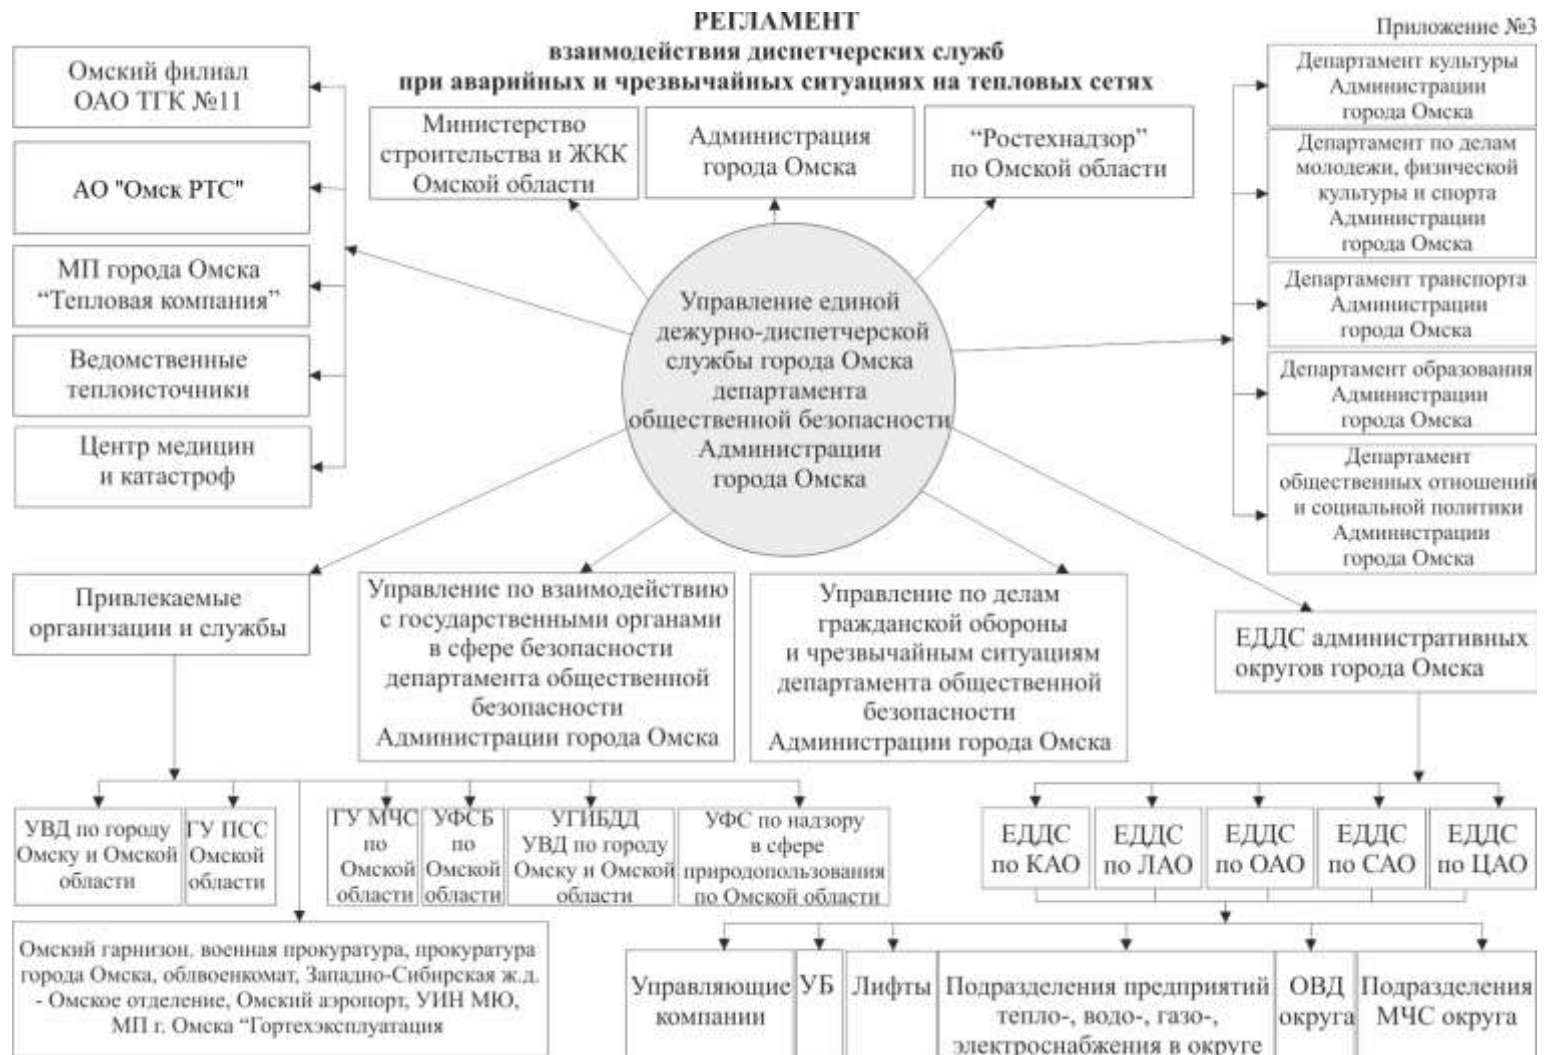 РЕГЛАМЕНТ
взаимодействия диспетчерских служб
при аварийных и чрезвычайных ситуациях на тепловых сетях
Приложение №3
Омский филиал
ОАО ТГК №11
АО "Омск РТС"
МП города Омска
“Тепловая компания”
Ведомственные
теплоисточники
Центр медицин
и катастроф
Министерство
строительства и ЖКК
Омской области
Администрация
города Омска
“Ростехнадзор”
по Омской области
Департамент культуры
Администрации
города Омска
Департамент по делам
молодежи, физической
культуры и спорта
Администрации
города Омска
Департамент транспорта
Администрации
города Омска
Департамент образования
Администрации
города Омска
Департамент
общественных отношений
и социальной политики
Администрации
города Омска
Управление единой
дежурно-диспетчерской
службы города Омска
департамента
общественной безопасности
Администрации
города Омска
Привлекаемые
организации и службы
Управление по взаимодействию
с государственными органами
в сфере безопасности
департамента общественной
безопасности
Администрации города Омска
Управление по делам
гражданской обороны
и чрезвычайным ситуациям
департамента общественной
безопасности
Администрации города Омска
ЕДДС административных
округов города Омска
УВД по городу
Омску и Омской
области
ГУ ПСС
Омской
области
ГУ МЧС
по
Омской
области
УФСБ
по
Омской
области
УГИБДД
УВД по городу
Омску и Омской
области
УФС по надзору
в сфере
природопользования
по Омской области
ЕДДС
по КАО
ЕДДС
по ЛАО
ЕДДС
по ОАО
ЕДДС
по САО
ЕДДС
по ЦАО
Омский гарнизон. военная прокуратура, прокуратура
города Омска, облвоенкомат, Западно-Сибирская ж.д.
- Омское отделение, Омский аэропорт, УИН МЮ,
МП г. Омска “Гортехэксплуатация
Управляющие
компании
УБ
Лифты
Подразделения предприятий
тепло-, водо-, газо-,
электроснабжения в округе
ОВД
округа
Подразделения
МЧС округа